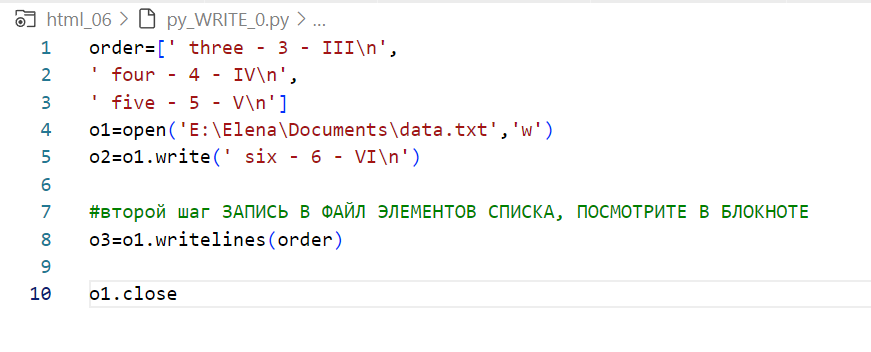 html_06 > py_WRITE_0.py > ...
1 order=[' three - 3 - III\n',
2 ' four - 4 - IV\n',
3 ' five - 5 - V\n']
4 o1=open('E:\Elena\Documents\data.txt','w')
5 o2=o1.write(' six - 6 - VI\n')
6
7 #второй шаг ЗАПИСЬ В ФАЙЛ ЭЛЕМЕНТОВ СПИСКА, ПОСМОТРИТЕ В БЛОКНОТЕ
8 o3=o1.writelines(order)
9
10 o1.close